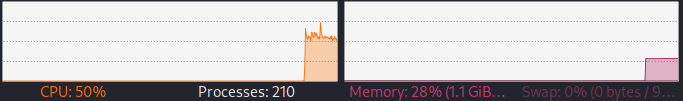 CPU: 50% Processes: 210 Memory: 28% (1.1 GiB... Swap: 0% (0 bytes / 9...